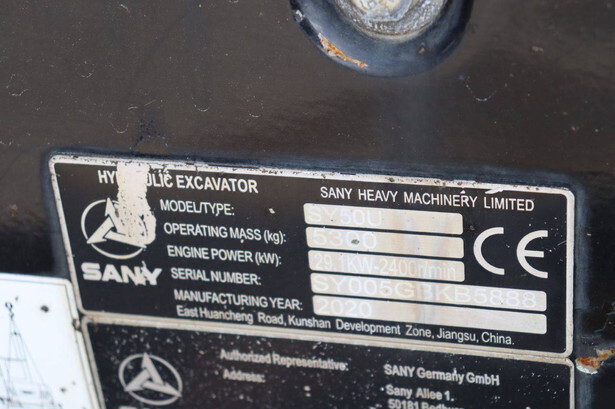 HYDRAULIC EXCAVATOR
SANY HEAVY MACHINERY LIMITED
MODEL/TYPE: SY50U
OPERATING MASS (kg): 5300
ENGINE POWER (kW): 29.1KW-2400r/min
SERIAL NUMBER: SY005GBKB5888
MANUFACTURING YEAR: 2020
SANY
CE
East Huancheng Road, Kunshan Development Zone, Jiangsu, China.
Authorized Representative: SANY Germany GmbH
Address: Sany Allee 1.
50181